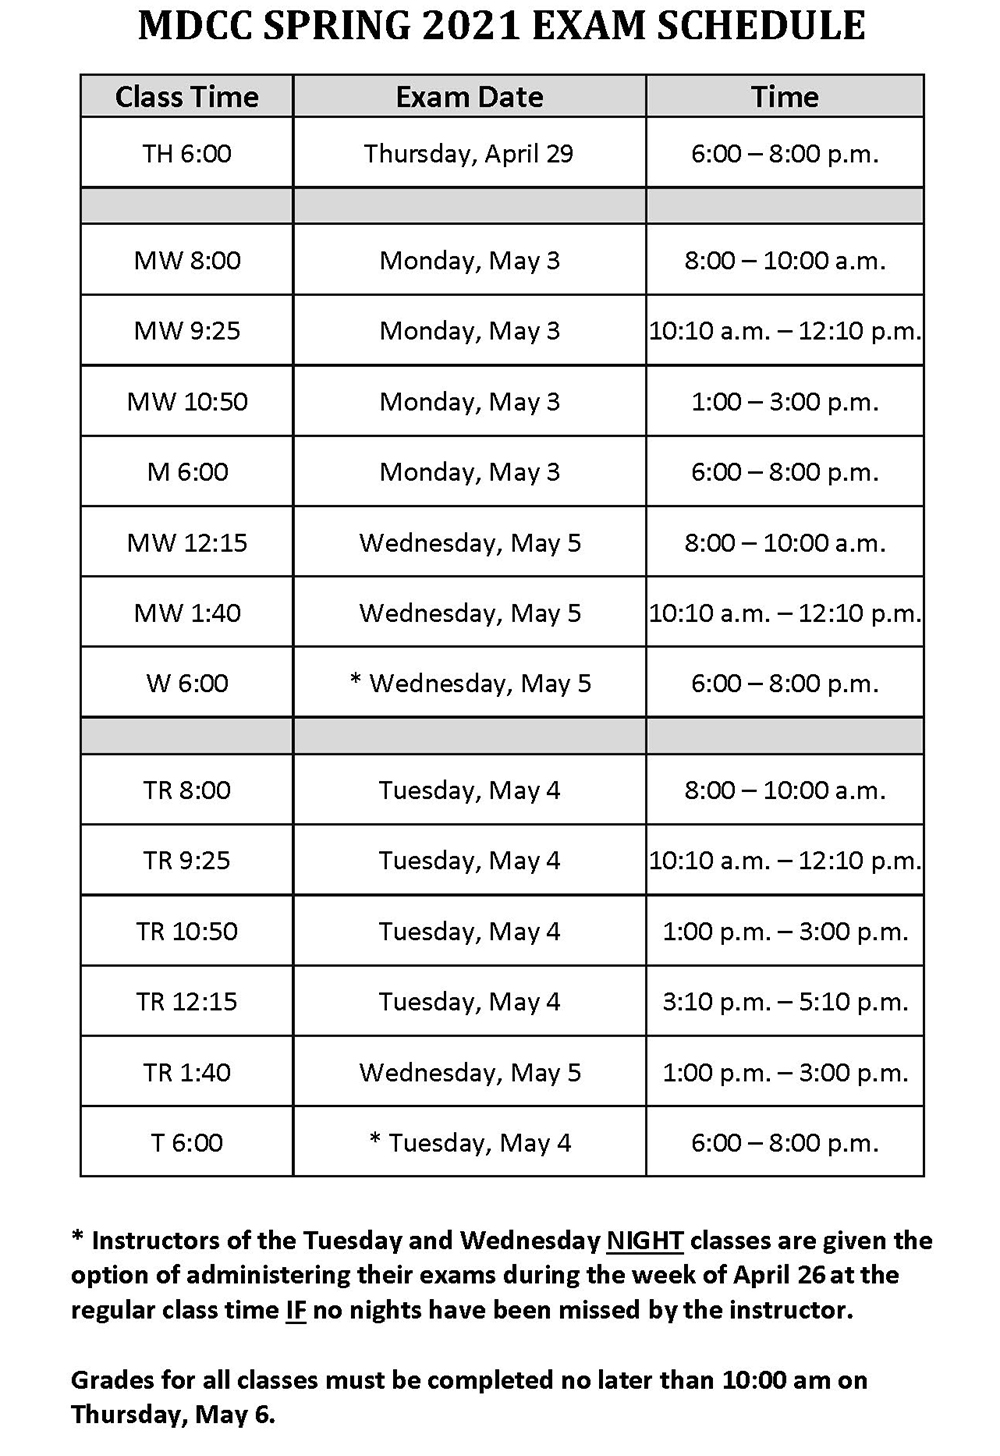 MDCC SPRING 2021 EXAM SCHEDULE
Class Time Exam Date Time
TH 6:00 Thursday, April 29 6:00 – 8:00 p.m.
MW 8:00 Monday, May 3 8:00 – 10:00 a.m.
MW 9:25 Monday, May 3 10:10 a.m. – 12:10 p.m.
MW 10:50 Monday, May 3 1:00 – 3:00 p.m.
M 6:00 Monday, May 3 6:00 – 8:00 p.m.
MW 12:15 Wednesday, May 5 8:00 – 10:00 a.m.
MW 1:40 Wednesday, May 5 10:10 a.m. – 12:10 p.m.
W 6:00 * Wednesday, May 5 6:00 – 8:00 p.m.
TR 8:00 Tuesday, May 4 8:00 – 10:00 a.m.
TR 9:25 Tuesday, May 4 10:10 a.m. – 12:10 p.m.
TR 10:50 Tuesday, May 4 1:00 p.m. – 3:00 p.m.
TR 12:15 Tuesday, May 4 3:10 p.m. – 5:10 p.m.
TR 1:40 Wednesday, May 5 1:00 p.m. – 3:00 p.m.
T 6:00 * Tuesday, May 4 6:00 – 8:00 p.m.
* Instructors of the Tuesday and Wednesday NIGHT classes are given the
option of administering their exams during the week of April 26 at the
regular class time IF no nights have been missed by the instructor.
Grades for all classes must be completed no later than 10:00 am on
Thursday, May 6.